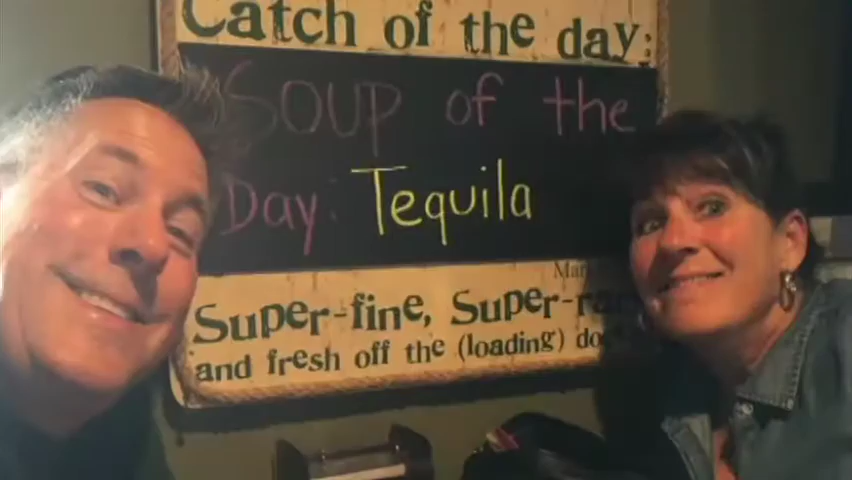 Catch of the day:
Soup of the
Day: Tequila
Super-fine, Super-
and fresh off the (loading)